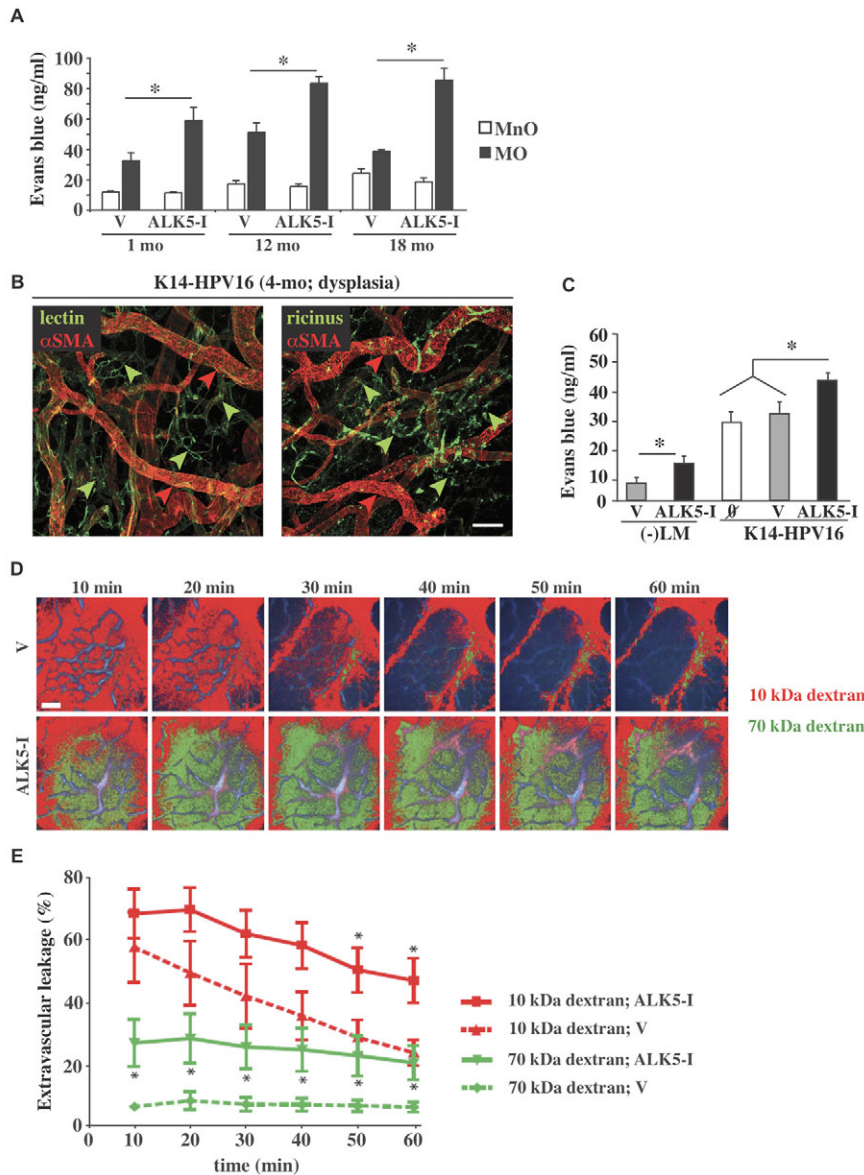 A
Evans blue (ng/ml)
100
80
60
40
20
0
*
*
*
MnO
MO
V ALK5-I V ALK5-I V ALK5-I
1 mo 12 mo 18 mo
B
K14-HPV16 (4-mo; dysplasia)
lectin
αSMA
ricinus
αSMA
C
Evans blue (ng/ml)
60
50
40
30
20
10
0
*
*
V ALK5-I Ø V ALK5-I
(-)LM K14-HPV16
D
10 min 20 min 30 min 40 min 50 min 60 min
V
ALK5-I
10 kDa dextran
70 kDa dextran
E
Extravascular leakage (%)
80
60
40
20
* *
* * * * * *
0 10 20 30 40 50 60
time (min)
10 kDa dextran; ALK5-I
10 kDa dextran; V
70 kDa dextran; ALK5-I
70 kDa dextran; V